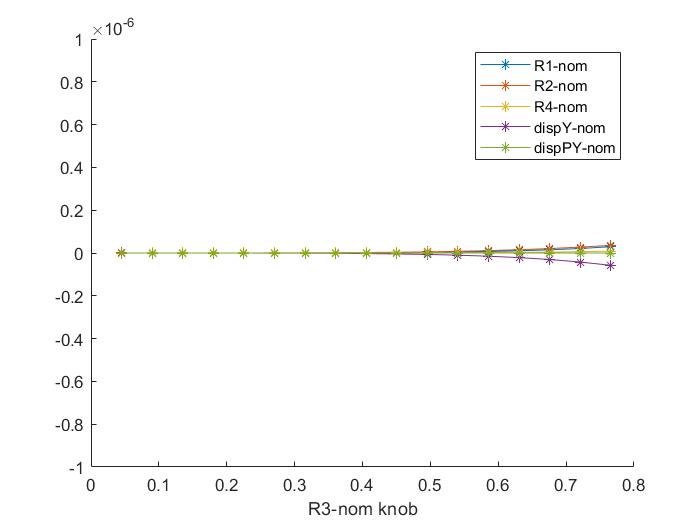 ×10-6
1
0.8
0.6
0.4
0.2
0
-0.2
-0.4
-0.6
-0.8
-1
R1-nom
R2-nom
R4-nom
dispY-nom
dispPY-nom
0 0.1 0.2 0.3 0.4 0.5 0.6 0.7 0.8
R3-nom knob